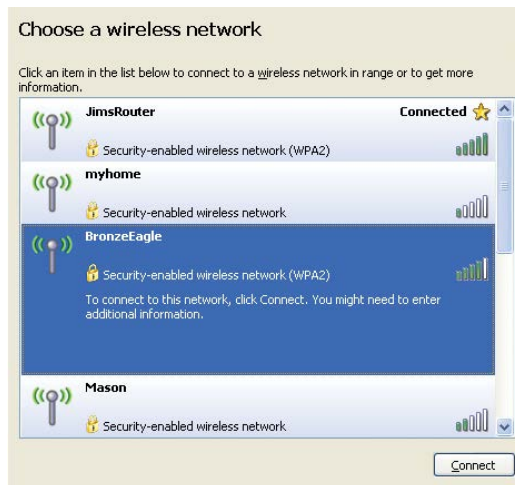 Choose a wireless network
Click an item in the list below to connect to a wireless network in range or to get more
information.
JimsRouter
Connected
Security-enabled wireless network (WPA2)
myhome
Security-enabled wireless network
BronzeEagle
Security-enabled wireless network (WPA2)
To connect to this network, click Connect. You might need to enter
additional information.
Mason
Security-enabled wireless network
Connect